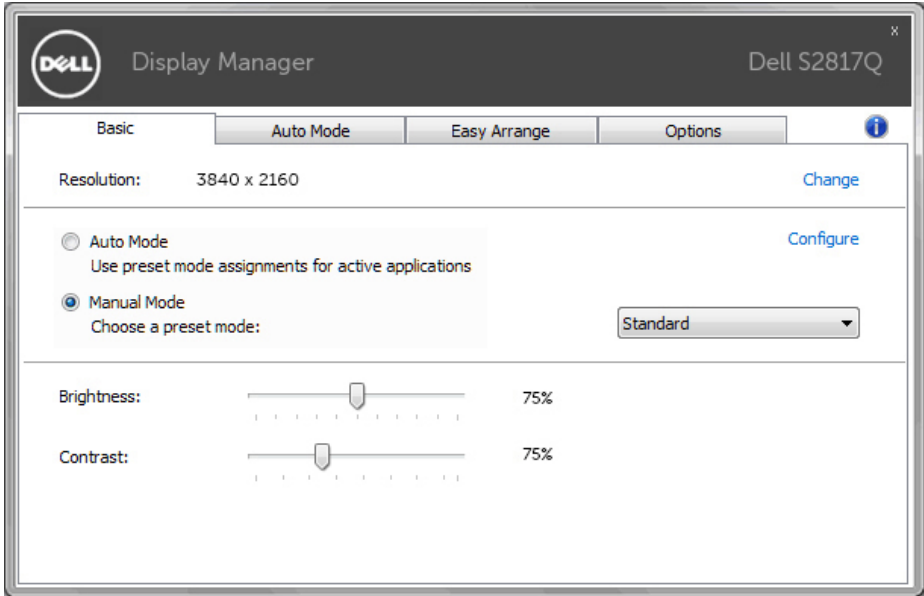 DELL Display Manager Dell S2817Q x
Basic Auto Mode Easy Arrange Options i
Resolution: 3840 x 2160 Change
Auto Mode Configure
Use preset mode assignments for active applications
Manual Mode
Choose a preset mode: Standard
Brightness: 75%
Contrast: 75%